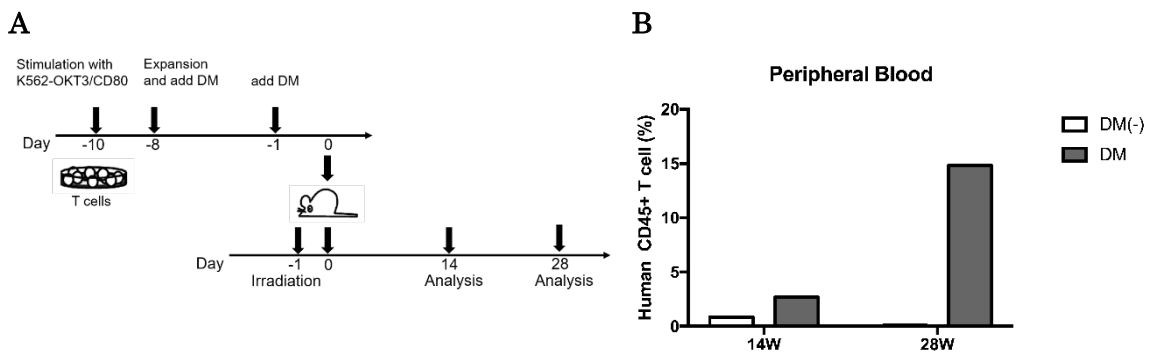 A
Stimulation with
K562-OKT3/CD80
Expansion
and add DM
add DM
Day
-10
-8
-1
0
T cells
Day
-1
0
14
28
Irradiation
Analysis
Analysis
B
Peripheral Blood
Human CD45+ T cell (%)
20
15
10
5
0
14W
28W
DM(-)
DM